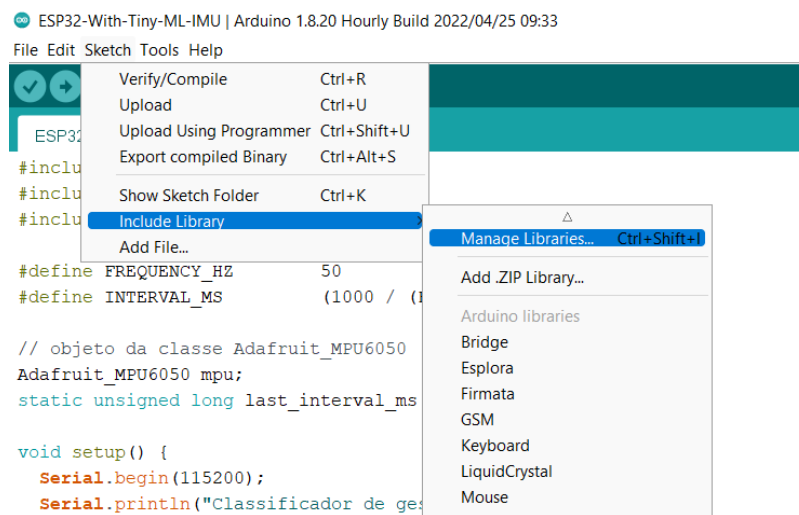 ESP32-With-Tiny-ML-IMU | Arduino 1.8.20 Hourly Build 2022/04/25 09:33
File Edit Sketch Tools Help
Verify/Compile Ctrl+R
Upload Ctrl+U
Upload Using Programmer Ctrl+Shift+U
Export compiled Binary Ctrl+Alt+S
Show Sketch Folder Ctrl+K
Include Library
Add File...
Manage Libraries... Ctrl+Shift+I
Add .ZIP Library...
Arduino libraries
Bridge
Esplora
Firmata
GSM
Keyboard
LiquidCrystal
Mouse
ESP32
#inclu
#inclu
#inclu
#define FREQUENCY_HZ 50
#define INTERVAL_MS (1000 / (
// objeto da classe Adafruit_MPU6050
Adafruit_MPU6050 mpu;
static unsigned long last_interval_ms
void setup() {
Serial.begin(115200);
Serial.println("Classificador de ges